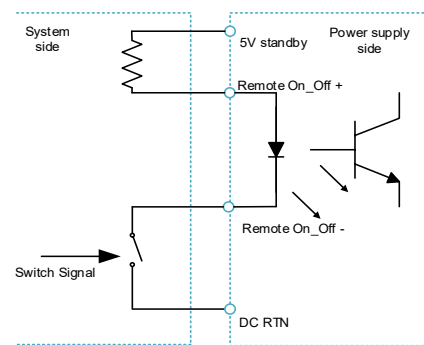 System
side
5V standby
Power supply
side
Remote On_Off +
Remote On_Off -
Switch Signal
DC RTN